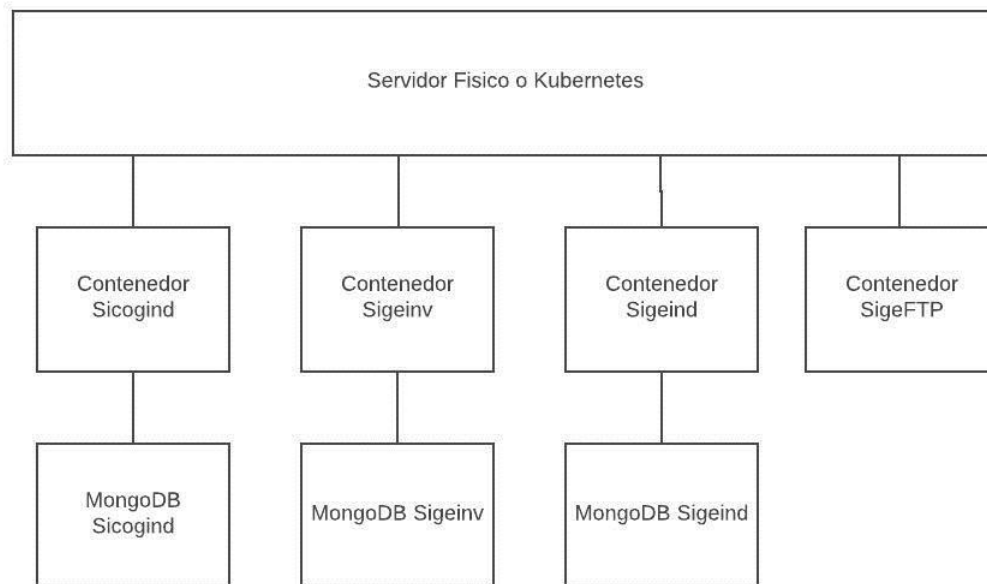 Servidor Fisico o Kubernetes
Contenedor
Sicogind
Contenedor
Sigeinv
Contenedor
Sigeind
Contenedor
SigeFTP
MongoDB
Sicogind
MongoDB Sigeinv
MongoDB Sigeind